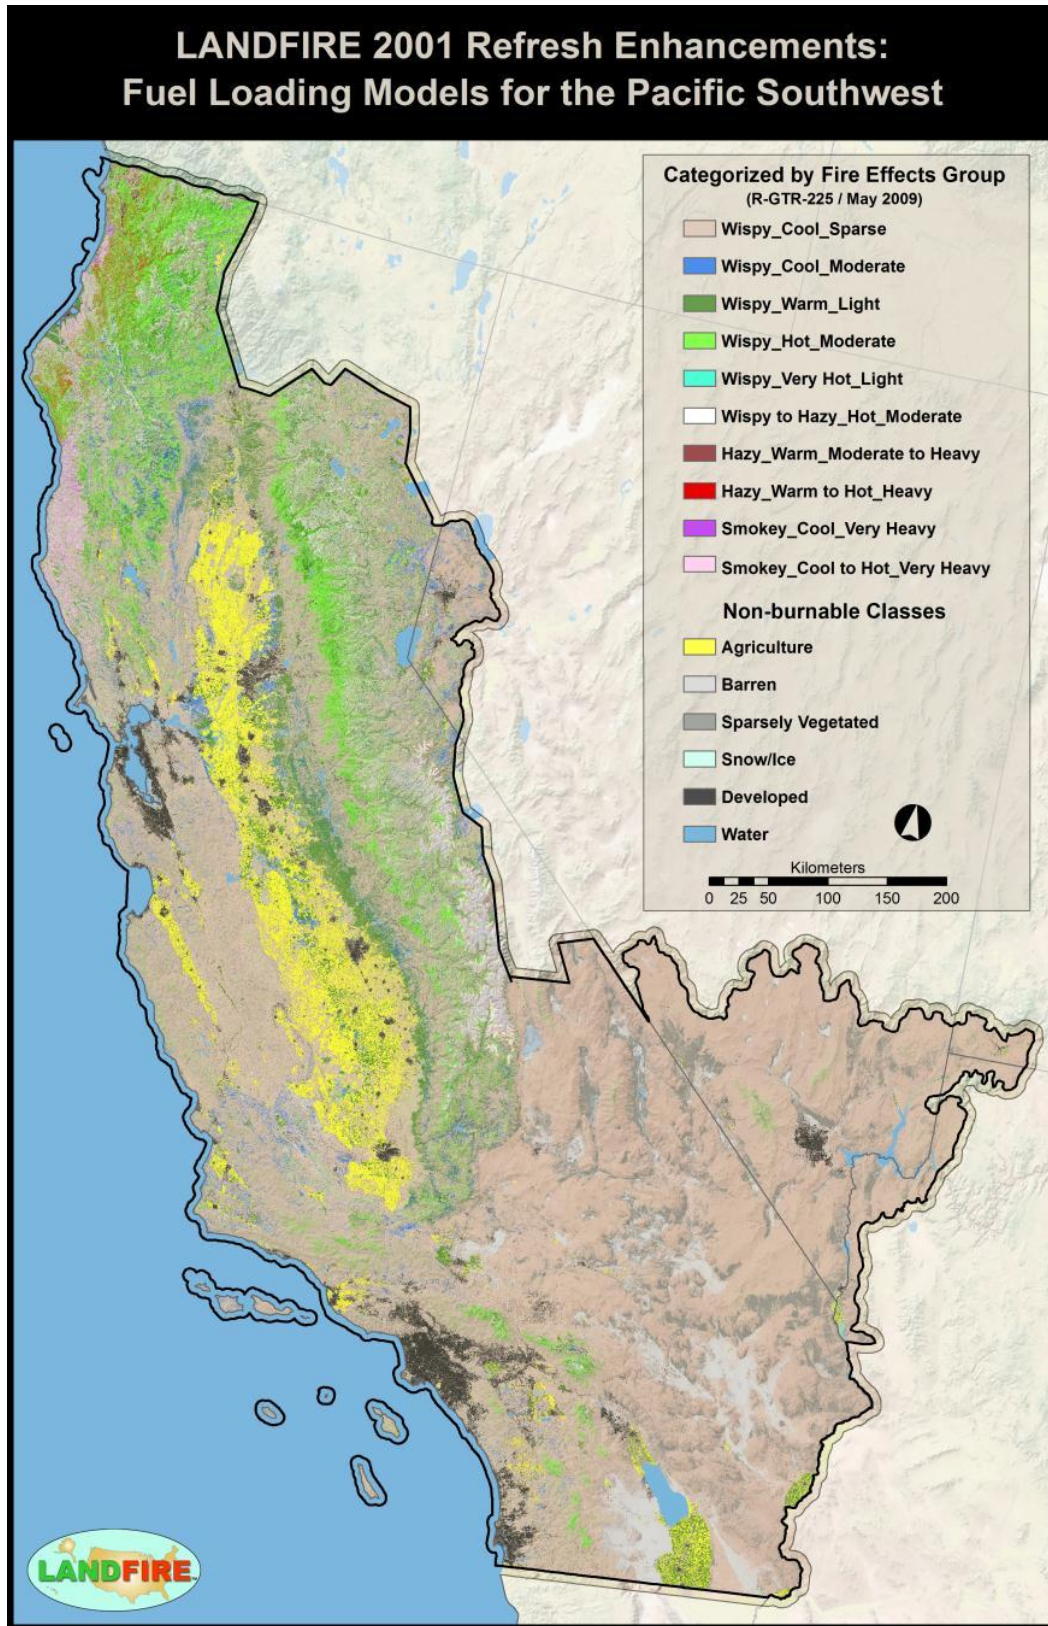 LANDFIRE 2001 Refresh Enhancements:
Fuel Loading Models for the Pacific Southwest
Categorized by Fire Effects Group
(R-GTR-225 / May 2009)
Wispy_Cool_Sparse
Wispy_Cool_Moderate
Wispy_Warm_Light
Wispy_Hot_Moderate
Wispy_Very Hot_Light
Wispy to Hazy_Hot_Moderate
Hazy_Warm_Moderate to Heavy
Hazy_Warm to Hot_Heavy
Smokey_Cool_Very Heavy
Smokey_Cool to Hot_Very Heavy
Non-burnable Classes
Agriculture
Barren
Sparsely Vegetated
Snow/Ice
Developed
Water
Kilometers
0 25 50 100 150 200
LANDFIRE